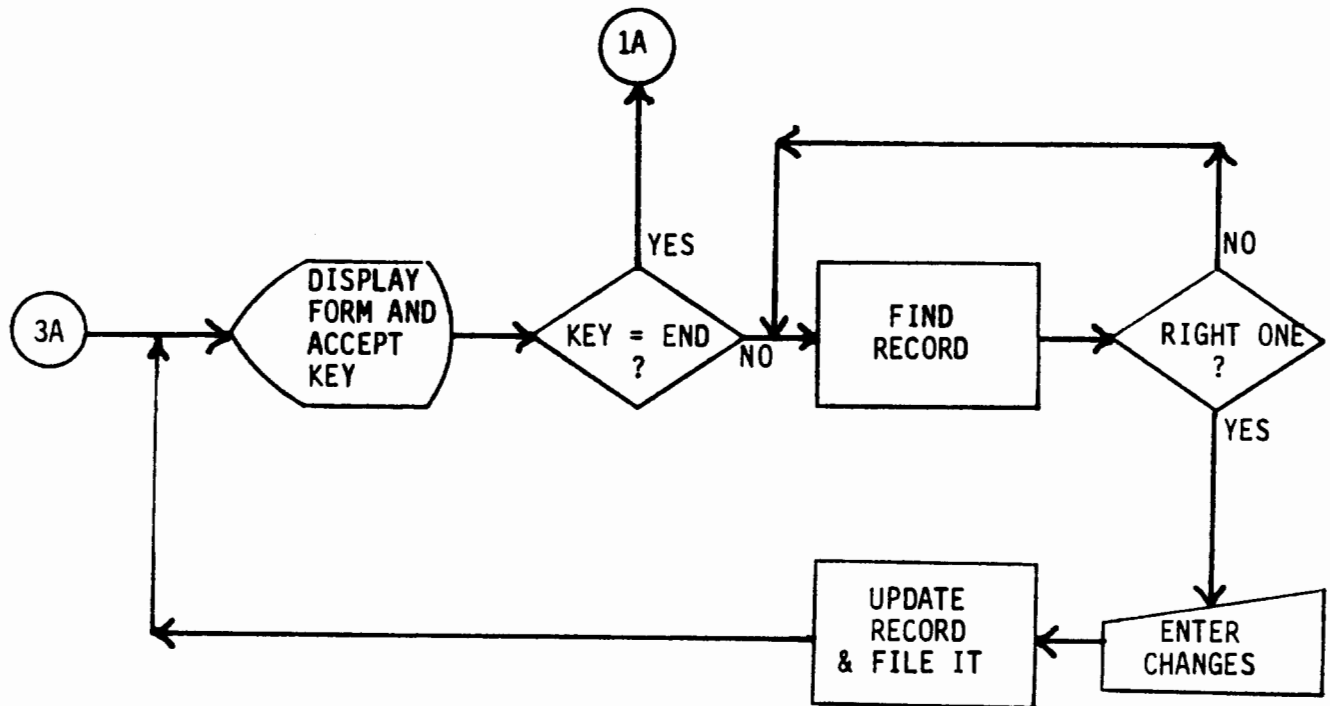 1A
YES
NO
3A
DISPLAY
FORM AND
ACCEPT
KEY
KEY = END
?
NO
FIND
RECORD
RIGHT ONE
?
YES
UPDATE
RECORD
& FILE IT
ENTER
CHANGES